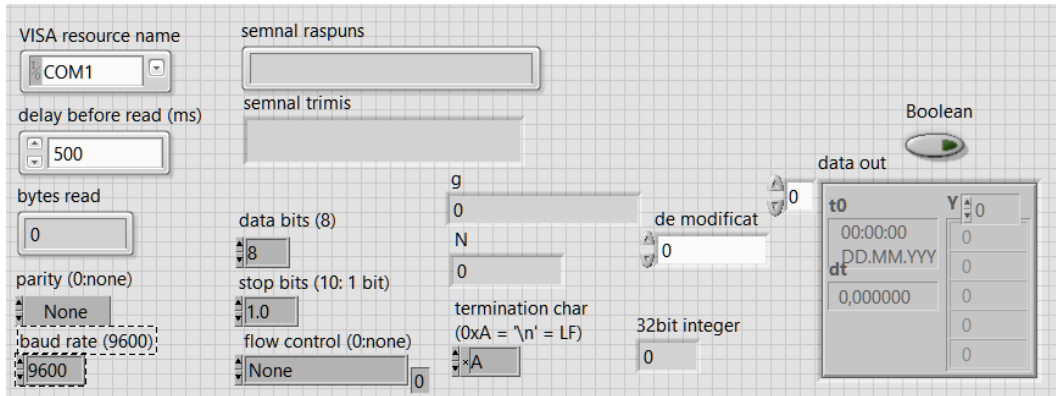 VISA resource name
I/O COM1
delay before read (ms)
500
bytes read
0
parity (0:none)
None
baud rate (9600)
9600
semnal raspuns
semnal trimis
data bits (8)
8
stop bits (10: 1 bit)
1.0
flow control (0:none)
None
0
g
0
N
0
termination char
(0xA = '\n' = LF)
×A
de modificat
0
32bit integer
0
Boolean
data out
0
t0
00:00:00
DD.MM.YYY
dt
0,000000
Y
0
0
0
0
0
0